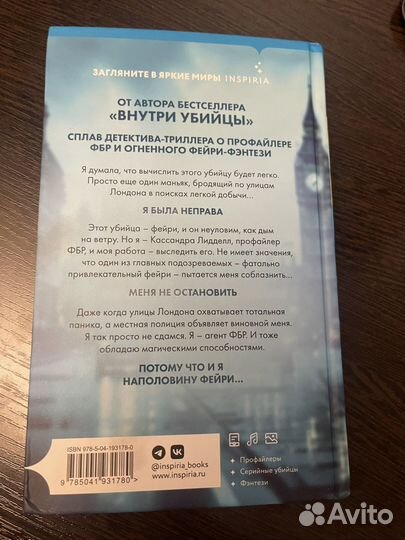 ЗАГЛЯНИТЕ В ЯРКИЕ МИРЫ INSPIRIA
ОТ АВТОРА БЕСТСЕЛЛЕРА
«ВНУТРИ УБИЙЦЫ»
СПЛАВ ДЕТЕКТИВА-ТРИЛЛЕРА О ПРОФАЙЛЕРЕ
ФБР И ОГНЕННОГО ФЕЙРИ-ФЭНТЕЗИ
Я думала, что вычислить этого убийцу будет легко.
Просто еще один маньяк, бродящий по улицам
Лондона в поисках легкой добычи...
Я БЫЛА НЕПРАВА
Этот убийца – фейри, и он неуловим, как дым
на ветру. Но я – Кассандра Лидделл, профайлер
ФБР, и моя работа – выследить его. Не имеет значения,
что один из главных подозреваемых – фатально
привлекательный фейри – пытается меня соблазнить...
МЕНЯ НЕ ОСТАНОВИТЬ
Даже когда улицы Лондона охватывает тотальная
паника, а местная полиция объявляет виновной меня.
Я так просто не сдамся. Я – агент ФБР. И тоже
обладаю магическими способностями.
ПОТОМУ ЧТО И Я
НАПОЛОВИНУ ФЕЙРИ...
ISBN 978-5-04-193178-0
9 785041 931780 >
@inspiria_books
www.inspiria.ru
Профайлеры
Серийные убийцы
Фэнтези
Avito